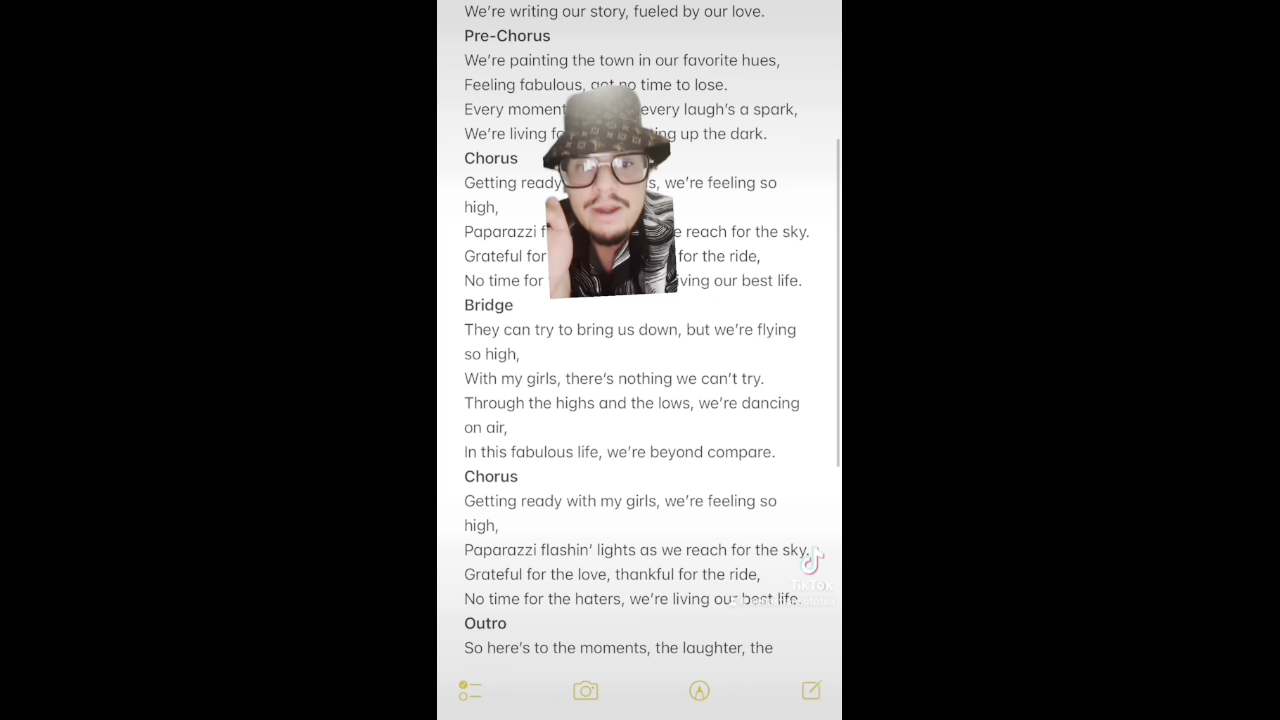 We're writing our story, fueled by our love.
Pre-Chorus
We're painting the town in our favorite hues,
Feeling fabulous, got no time to lose.
Every moment every laugh's a spark,
We're living up the dark.
Chorus
Getting ready we're feeling so
high,
Paparazzi reach for the sky.
Grateful for for the ride,
No time for our best life.
Bridge
They can try to bring us down, but we're flying
so high,
With my girls, there's nothing we can't try.
Through the highs and the lows, we're dancing
on air,
In this fabulous life, we're beyond compare.
Chorus
Getting ready with my girls, we're feeling so
high,
Paparazzi flashin' lights as we reach for the sky.
Grateful for the love, thankful for the ride,
No time for the haters, we're living our best life.
Outro
So here's to the moments, the laughter, the
TikTok